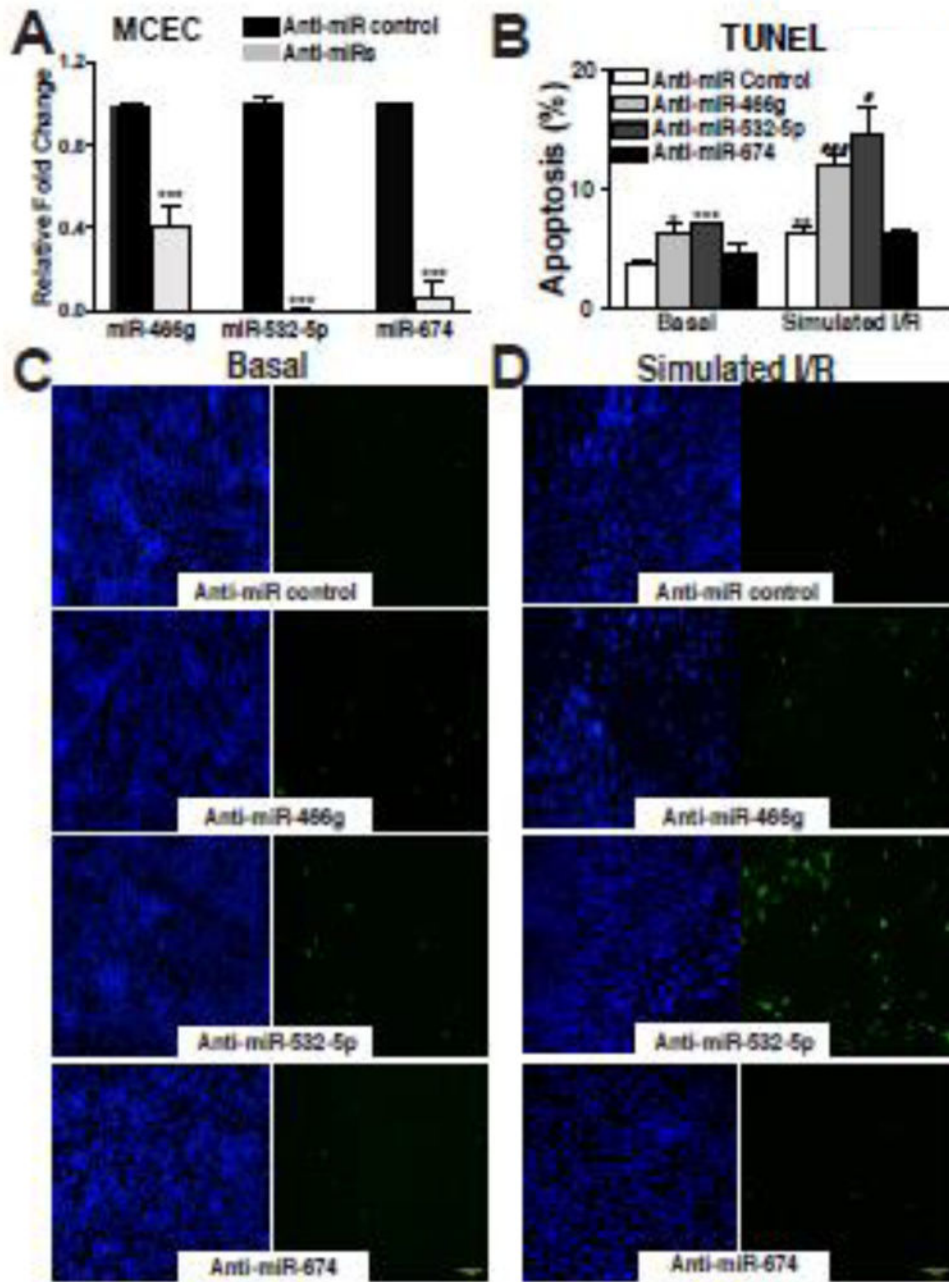 A
MCEC
Anti-miR control
Anti-miRs
Relative Fold Change
1.2
0.8
0.4
0.0
***
***
***
miR-466g
miR-532-5p
miR-674
B
TUNEL
Anti-miR Control
Anti-miR-466g
Anti-miR-532-5p
Anti-miR-674
Apoptosis (%)
20
10
0
*
***
**
###
#
Basal
Simulated I/R
C
Basal
Anti-miR control
Anti-miR-466g
Anti-miR-532-5p
Anti-miR-674
D
Simulated I/R
Anti-miR control
Anti-miR-466g
Anti-miR-532-5p
Anti-miR-674